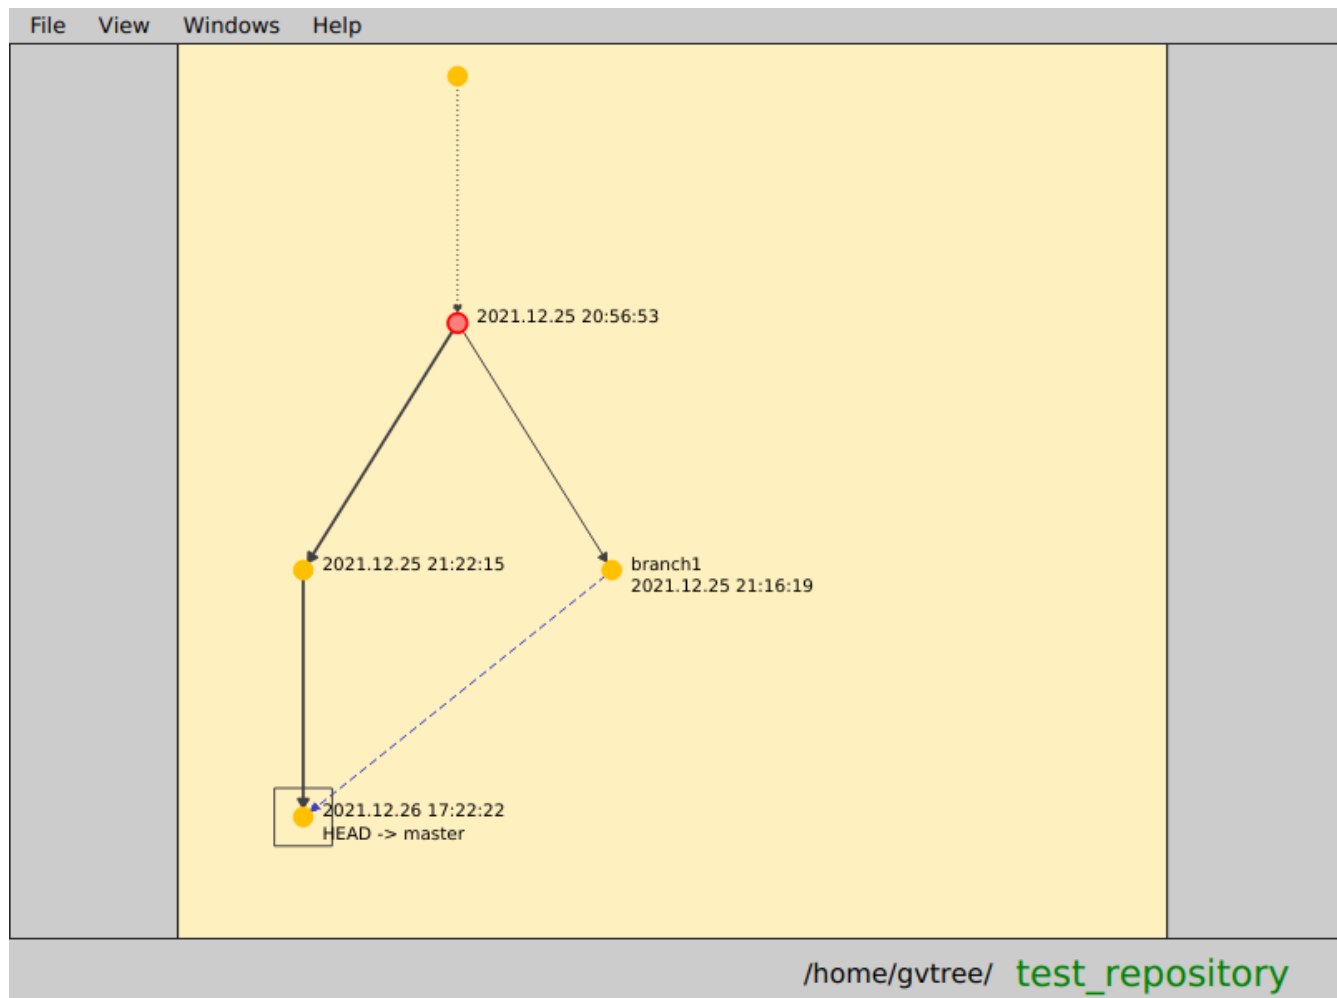 File View Windows Help
2021.12.25 20:56:53
2021.12.25 21:22:15
branch1
2021.12.25 21:16:19
2021.12.26 17:22:22
HEAD -> master
/home/gvtree/ test_repository